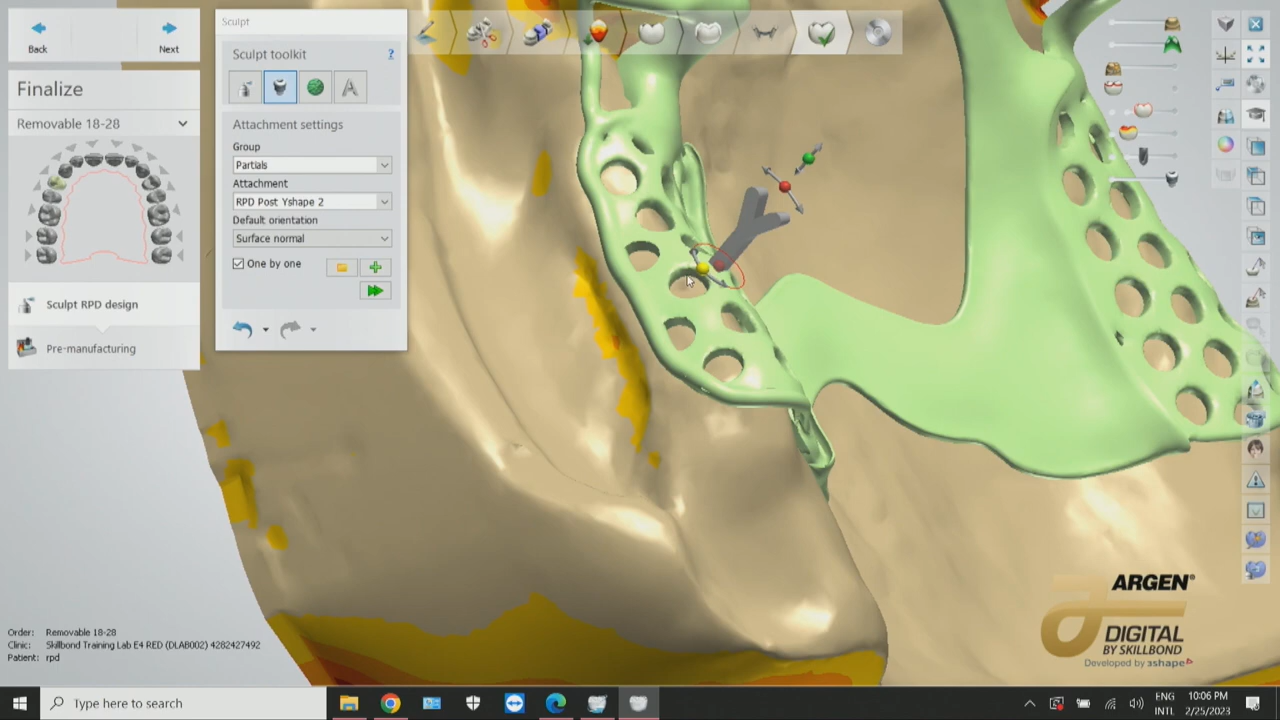 Back
Next
Finalize
Removable 18-28
Sculpt RPD design
Pre-manufacturing
Sculpt
Sculpt toolkit
?
A
Attachment settings
Group
Partials
Attachment
RPD Post Yshape 2
Default orientation
Surface normal
One by one
Order: Removable 18-28
Clinic: Skillbond Training Lab E4 RED (DLAB002) 4282427492
Patient: rpd
ARGEN®
DIGITAL
BY SKILLBOND
Developed by 3shape
Type here to search
ENG
INTL
10:06 PM
2/25/2023